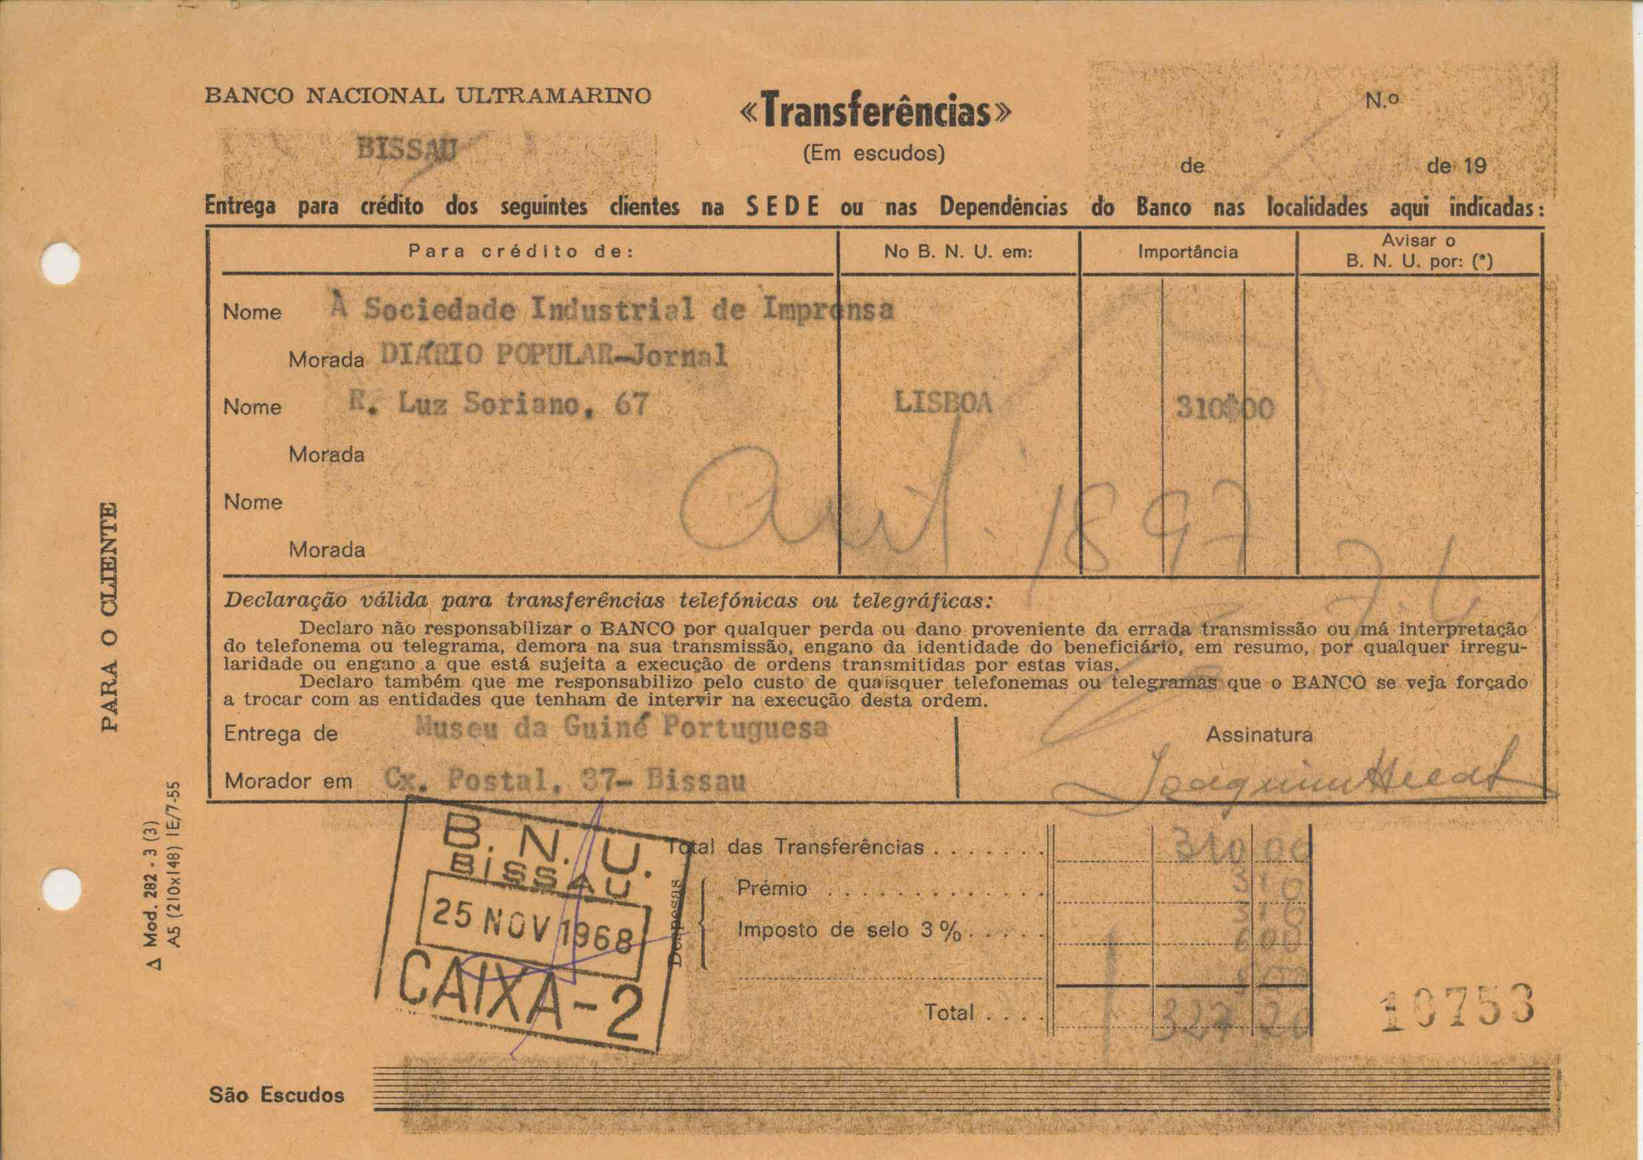 BANCO NACIONAL ULTRAMARINO
BISSAU
«Transferências»
(Em escudos)
N.º
de de 19
Entrega para crédito dos seguintes clientes na SEDE ou nas Dependências do Banco nas localidades aqui indicadas:
Para crédito de: No B. N. U. em: Importância Avisar o B. N. U. por: (*)
Nome À Sociedade Industrial de Imprensa
Morada DIÁRIO POPULAR-Jornal
Nome R. Luz Soriano, 67 LISBOA 310$00
Morada
Nome
Morada
1897
Declaração válida para transferências telefónicas ou telegráficas:
Declaro não responsabilizar o BANCO por qualquer perda ou dano proveniente da errada transmissão ou má interpretação
do telefonema ou telegrama, demora na sua transmissão, engano da identidade do beneficiário, em resumo, por qualquer irregu-
laridade ou engano a que está sujeita a execução de ordens transmitidas por estas vias.
Declaro também que me responsabilizo pelo custo de quaisquer telefonemas ou telegramas que o BANCO se veja forçado
a trocar com as entidades que tenham de intervir na execução desta ordem.
Entrega de Museu da Guiné Portuguesa Assinatura
Morador em Cx. Postal, 37- Bissau
B. N. U.
BISSAU
25 NOV 1968
CAIXA-2
Total das Transferências . . . . . . . 310 00
Despesas
Prémio . . . . . . . . . . . . . 3 10
Imposto de selo 3% . . . . .
Total . . . .
10753
São Escudos
PARA O CLIENTE
Δ Mod. 282 - 3 (3)
A5 (210x148) IE/7-55